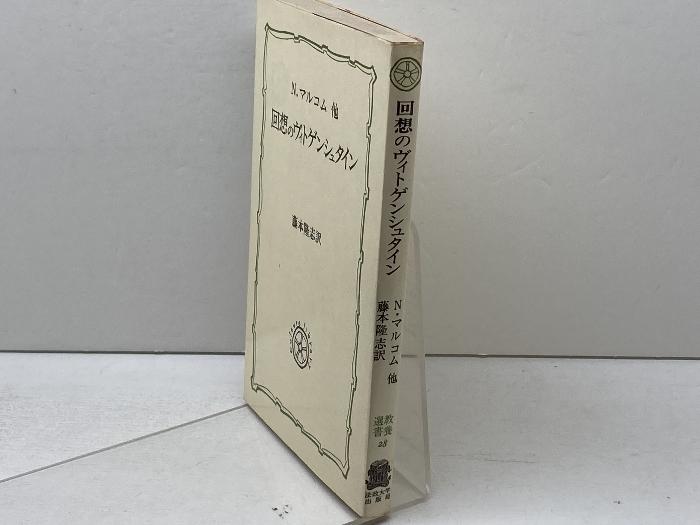 N.マルコム 他
回想のヴィトゲンシュタイン
藤本隆志訳
回想のヴィトゲンシュタイン
N・マルコム 他
藤本隆志訳
教養
選書
28
法政大学
出版局